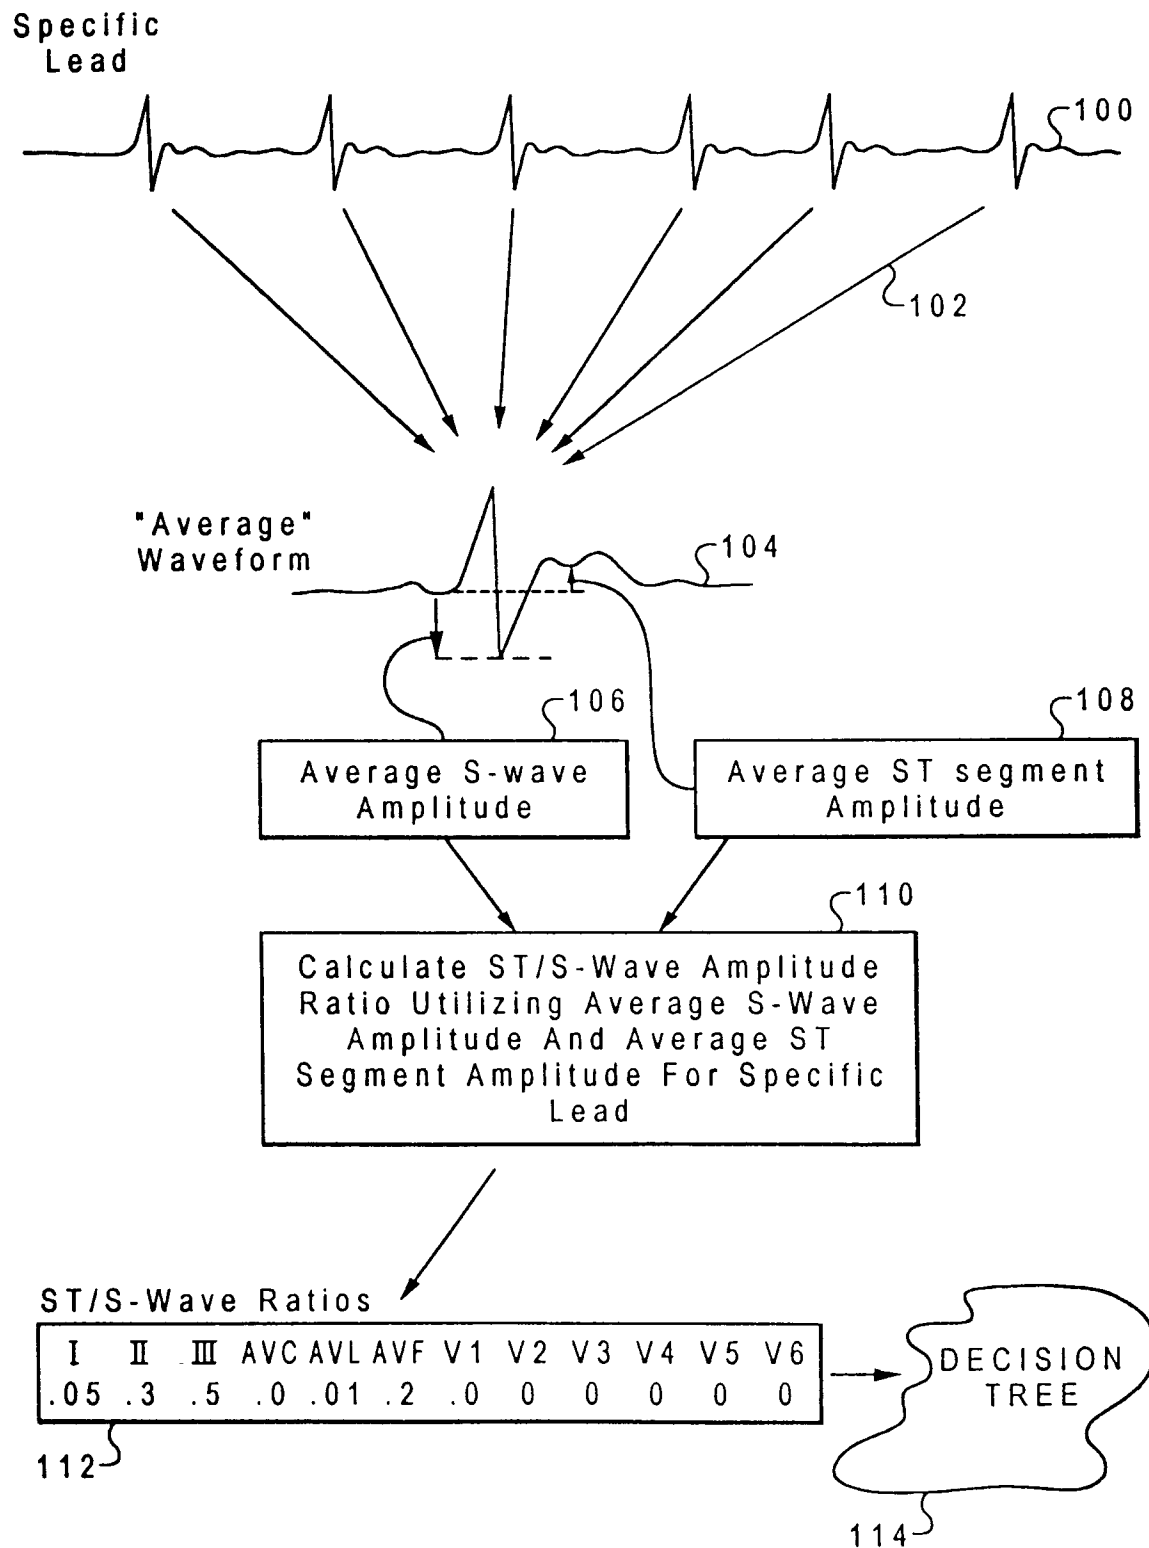 Specific
Lead
100
102
"Average"
Waveform
104
106
108
Average S-wave
Amplitude
Average ST segment
Amplitude
110
Calculate ST/S-Wave Amplitude
Ratio Utilizing Average S-Wave
Amplitude And Average ST
Segment Amplitude For Specific
Lead
ST/S-Wave Ratios
I II III AVC AVL AVF V1 V2 V3 V4 V5 V6
.05 .3 .5 .0 .01 .2 .0 0 0 0 0 0
DECISION
TREE
112
114